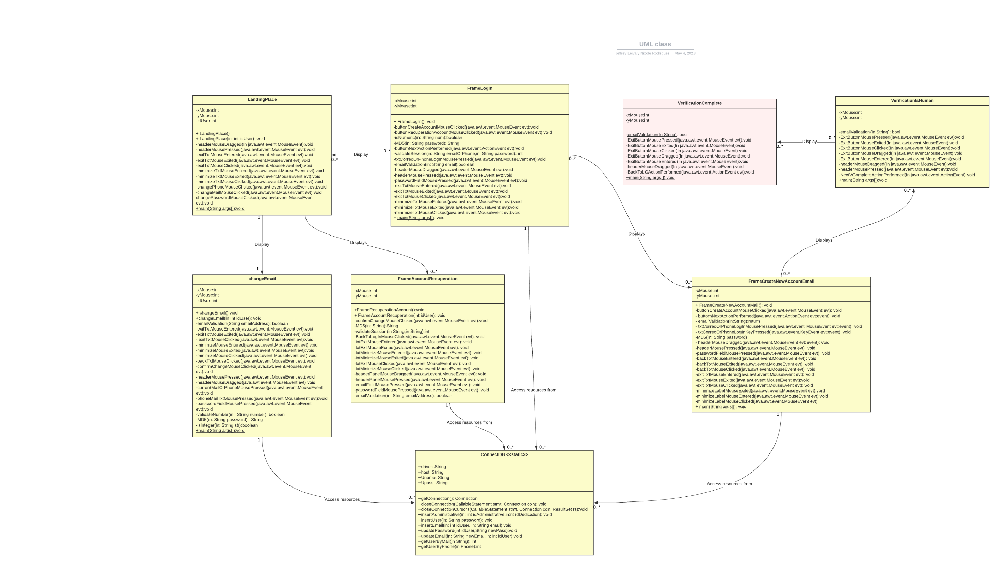 UML class
Jeffrey Leiva y Nicole Rodriguez | May 4, 2023
LandingPlace
-xMouse:int
-yMouse:int
-idUser:int
+ LandingPlace()
+ LandingPlace(in: int idUser): void
-headerMouseDragged(In java.awt.event.MouseEvent):void
-headerMousePressed(java.awt.event.MouseEvent evt):void
-exitTxtMouseEntered(java.awt.event.MouseEvent evt):void
-exitTxtMouseExited(java.awt.event.MouseEvent evt):void
-exitTxtMouseClicked(java.awt.event.MouseEvent evt):void
-minimizeTxtMouseEntered(java.awt.event.MouseEvent evt):void
-minimizeTxtMouseExited(java.awt.event.MouseEvent evt):void
-minimizeTxtMouseClicked(java.awt.event.MouseEvent evt):void
-changePhoneMouseClicked(java.awt.event.MouseEvent evt):void
-changeMailMouseClicked(java.awt.event.MouseEvent evt):void
changePasswordMouseClicked(java.awt.event.MouseEvent
evt):void
+main(String args[]):void
FrameLogIn
-xMouse:int
-yMouse:int
+ FrameLogIn(): void
-buttonCreateAccountMouseClicked(java.awt.event.MouseEvent evt):void
-buttonRecuperationAccountMouseClicked(java.awt.event.MouseEvent evt):void
-isNumeric(in: String num):boolean
-MD5(in: String password): String
-buttomNextActionPerformed(java.awt.event.ActionEvent evt):void
-validateSession(in: String emailOrPhone,in: String password): int
-txtCorreoOrPhoneLogInMousePressed(java.awt.event.MouseEvent evt):void
-emailValidation(in: String email):boolean
-headerMouseDragged(java.awt.event.MouseEvent evt):void
-headerMousePressed(java.awt.event.MouseEvent evt):void
-passwordFieldMousePressed(java.awt.event.MouseEvent evt):void
-exitTxtMouseEntered(java.awt.event.MouseEvent evt):void
-exitTxtMouseExited(java.awt.event.MouseEvent evt):void
-exitTxtMouseClicked(java.awt.event.MouseEvent evt):void
-minimizeTxtMouseEntered(java.awt.event.MouseEvent evt):void
-minimizeTxtMouseExited(java.awt.event.MouseEvent evt):void
-minimizeTxtMouseClicked(java.awt.event.MouseEvent evt):void
+ main(String args[]): void
VerificationComplete
-xMouse:int
-yMouse:int
-emailValidation(In String): bool
-ExitButtonMousePressed(java.awt.event.MouseEvent evt):void
-ExitButtonMouseExited(In java.awt.event.MouseEvent):void
-ExitButtonMouseClicked(In java.awt.event.MouseEvent):void
-ExitButtonMouseDragged(In java.awt.event.MouseEvent):void
-ExitButtonMouseEntered(In java.awt.event.MouseEvent):void
-headerMouseDragged(In java.awt.event.MouseEvent):void
-BackToLGActionPerformed(java.awt.event.ActionEvent evt):void
+main(String args[]):void
VerificationIsHuman
-xMouse:int
-yMouse:int
-emailValidation(In String): bool
-ExitButtonMousePressed(java.awt.event.MouseEvent evt):void
-ExitButtonMouseExited(In java.awt.event.MouseEvent):void
-ExitButtonMouseClicked(In java.awt.event.MouseEvent):void
-ExitButtonMouseDragged(In java.awt.event.MouseEvent):void
-ExitButtonMouseEntered(In java.awt.event.MouseEvent):void
-headerMouseDragged(In java.awt.event.MouseEvent):void
-headerMousePressed(java.awt.event.MouseEvent evt):void
-NextVCompleteActionPerformed(In java.awt.event.ActionEvent):void
+main(String args[]):void
Display
0..*
0..*
Display
0..*
0..*
0..*
Displays
0..*
0..*
Displays
0..*
1
Display
1
Displays
0..*
1
Access resources from
0..*
changeEmail
-xMouse:int
-yMouse:int
-idUser: int
+ changeEmail():void
+changeEmail(in Int idUser); void
-emailValidation(String emailAddress): boolean
-exitTxtMouseEntered(java.awt.event.MouseEvent evt):void
-exitTxtMouseExited(java.awt.event.MouseEvent evt):void
- exitTxtMouseClicked(java.awt.event.MouseEvent evt):void
-minimizeMouseEntered(java.awt.event.MouseEvent evt):void
-minimizeMouseExited(java.awt.event.MouseEvent evt):void
-minimizeMouseClicked(java.awt.event.MouseEvent evt):void
-backTxtMouseClicked(java.awt.event.MouseEvent evt):void
-confirmChangeMouseClicked(java.awt.event.MouseEvent
evt):void
-headerMousePressed(java.awt.event.MouseEvent evt):void
-headerMouseDragged(java.awt.event.MouseEvent evt):void
-currentMailOrPhoneMousePressed(java.awt.event.MouseEvent
evt):void
-phoneMailTxtMousePressed(java.awt.event.MouseEvent evt):void
-passwordFieldMousePressed(java.awt.event.MouseEvent
evt):void
-validateNumber(in : String number): boolean
-MD5(in: String password):  String
-isInteger(in: String str):boolean
+main(String args[]):void
FrameAccountRecuperation
-xMouse:int
-yMouse:int
+FrameRecuperationAccount():void
+ FrameAccountRecuperation(int idUser): void
-confirmChangeMouseClicked(java.awt.event.MouseEvent evt):void
-MD5(in: String):String
-validateSession(in String,in String):int
-BackToLogInMouseClicked(java.awt.event.MouseEvent evt): void
-txtExitMouseEntered(java.awt.event.MouseEvent evt): void
-txtExitMouseExited(java.awt.event.MouseEvent evt): void
-txtMinimizeMouseEntered(java.awt.event.MouseEvent evt): void
-txtMinimizeMouseExited(java.awt.event.MouseEvent evt): void
-txtExitMouseClicked(java.awt.event.MouseEvent evt): void
-txtMinimizeMouseClicked(java.awt.event.MouseEvent evt): void
-headerPanelMouseDragged(java.awt.event.MouseEvent evt): void
-headerPanelMousePressed(java.awt.event.MouseEvent evt): void
-emailFieldMousePressed(java.awt.event.MouseEvent evt): void
-passwordFieldMousePressed(java.awt.event.MouseEvent evt): void
-emailValidation(in: String emailAddress): boolean
FrameCreateNewAccountEmail
-xMouse:int
-yMouse:i nt
+ FrameCreateNewAccountMail(): void
-buttonCreateAccountMouseClicked(java.awt.event.MouseEvent evt): void
- buttomNextActionPerformed(java.awt.event.ActionEvent evt:event): void
- emailValidation(in:String):return
- txtCorreoOrPhoneLogInMousePressed(java.awt.event.MouseEvent evt:event): void
- txtCorreoOrPhoneLogInKeyPressed(java.awt.event.KeyEvent evt:event): void
-MD5(in: String password)
- headerMouseDragged(java.awt.event.MouseEvent evt:event): void
-headerMousePressed(java.awt.event.MouseEvent evt): void
-passwordFieldMousePressed(java.awt.event.MouseEvent evt): void
-backTxtMouseEntered(java.awt.event.MouseEvent evt): void
-backTxtMouseExited(java.awt.event.MouseEvent evt): void
-backTxtMouseClicked(java.awt.event.MouseEvent evt): void
-exitTxtMouseEntered(java.awt.event.MouseEvent evt): void
-exitTxtMouseExited(java.awt.event.MouseEvent evt): void
-exitTxtMouseClicked(java.awt.event.MouseEvent evt): void
-minimizeLabelMouseExited(java.awt.event.MouseEvent evt): void
-minimizeLabelMouseEntered(java.awt.event.MouseEvent evt):void
-minimizeLabelMouseClicked(java.awt.event.MouseEvent evt)
+ main(String args[]): void
1
Access resources from
0..*
1
Access resources
0..*
1
Access resources from
0..*
ConnectDB <<static>>
+driver: String
+host: String
+Uname: String
+Upass: String
+getConnection(): Connection
+closeConnection(CallableStatement stmt, Connection con): void
+closeConnectionCursors(CallableStatement stmt, Connection con, ResultSet rs):void
+insertAdministrative(in: int idAdministrative,in:nt idDedication): void
+insertUser(in: String password): void
+insertEmail(in: int idUser, in: String email):void
+updatePassword(int idUser,String newPass):void
+updateEmail(in: String newEmail,in: int idUser):void
+getUserByMail(in String): int
+getUserByPhone(in Phone):int